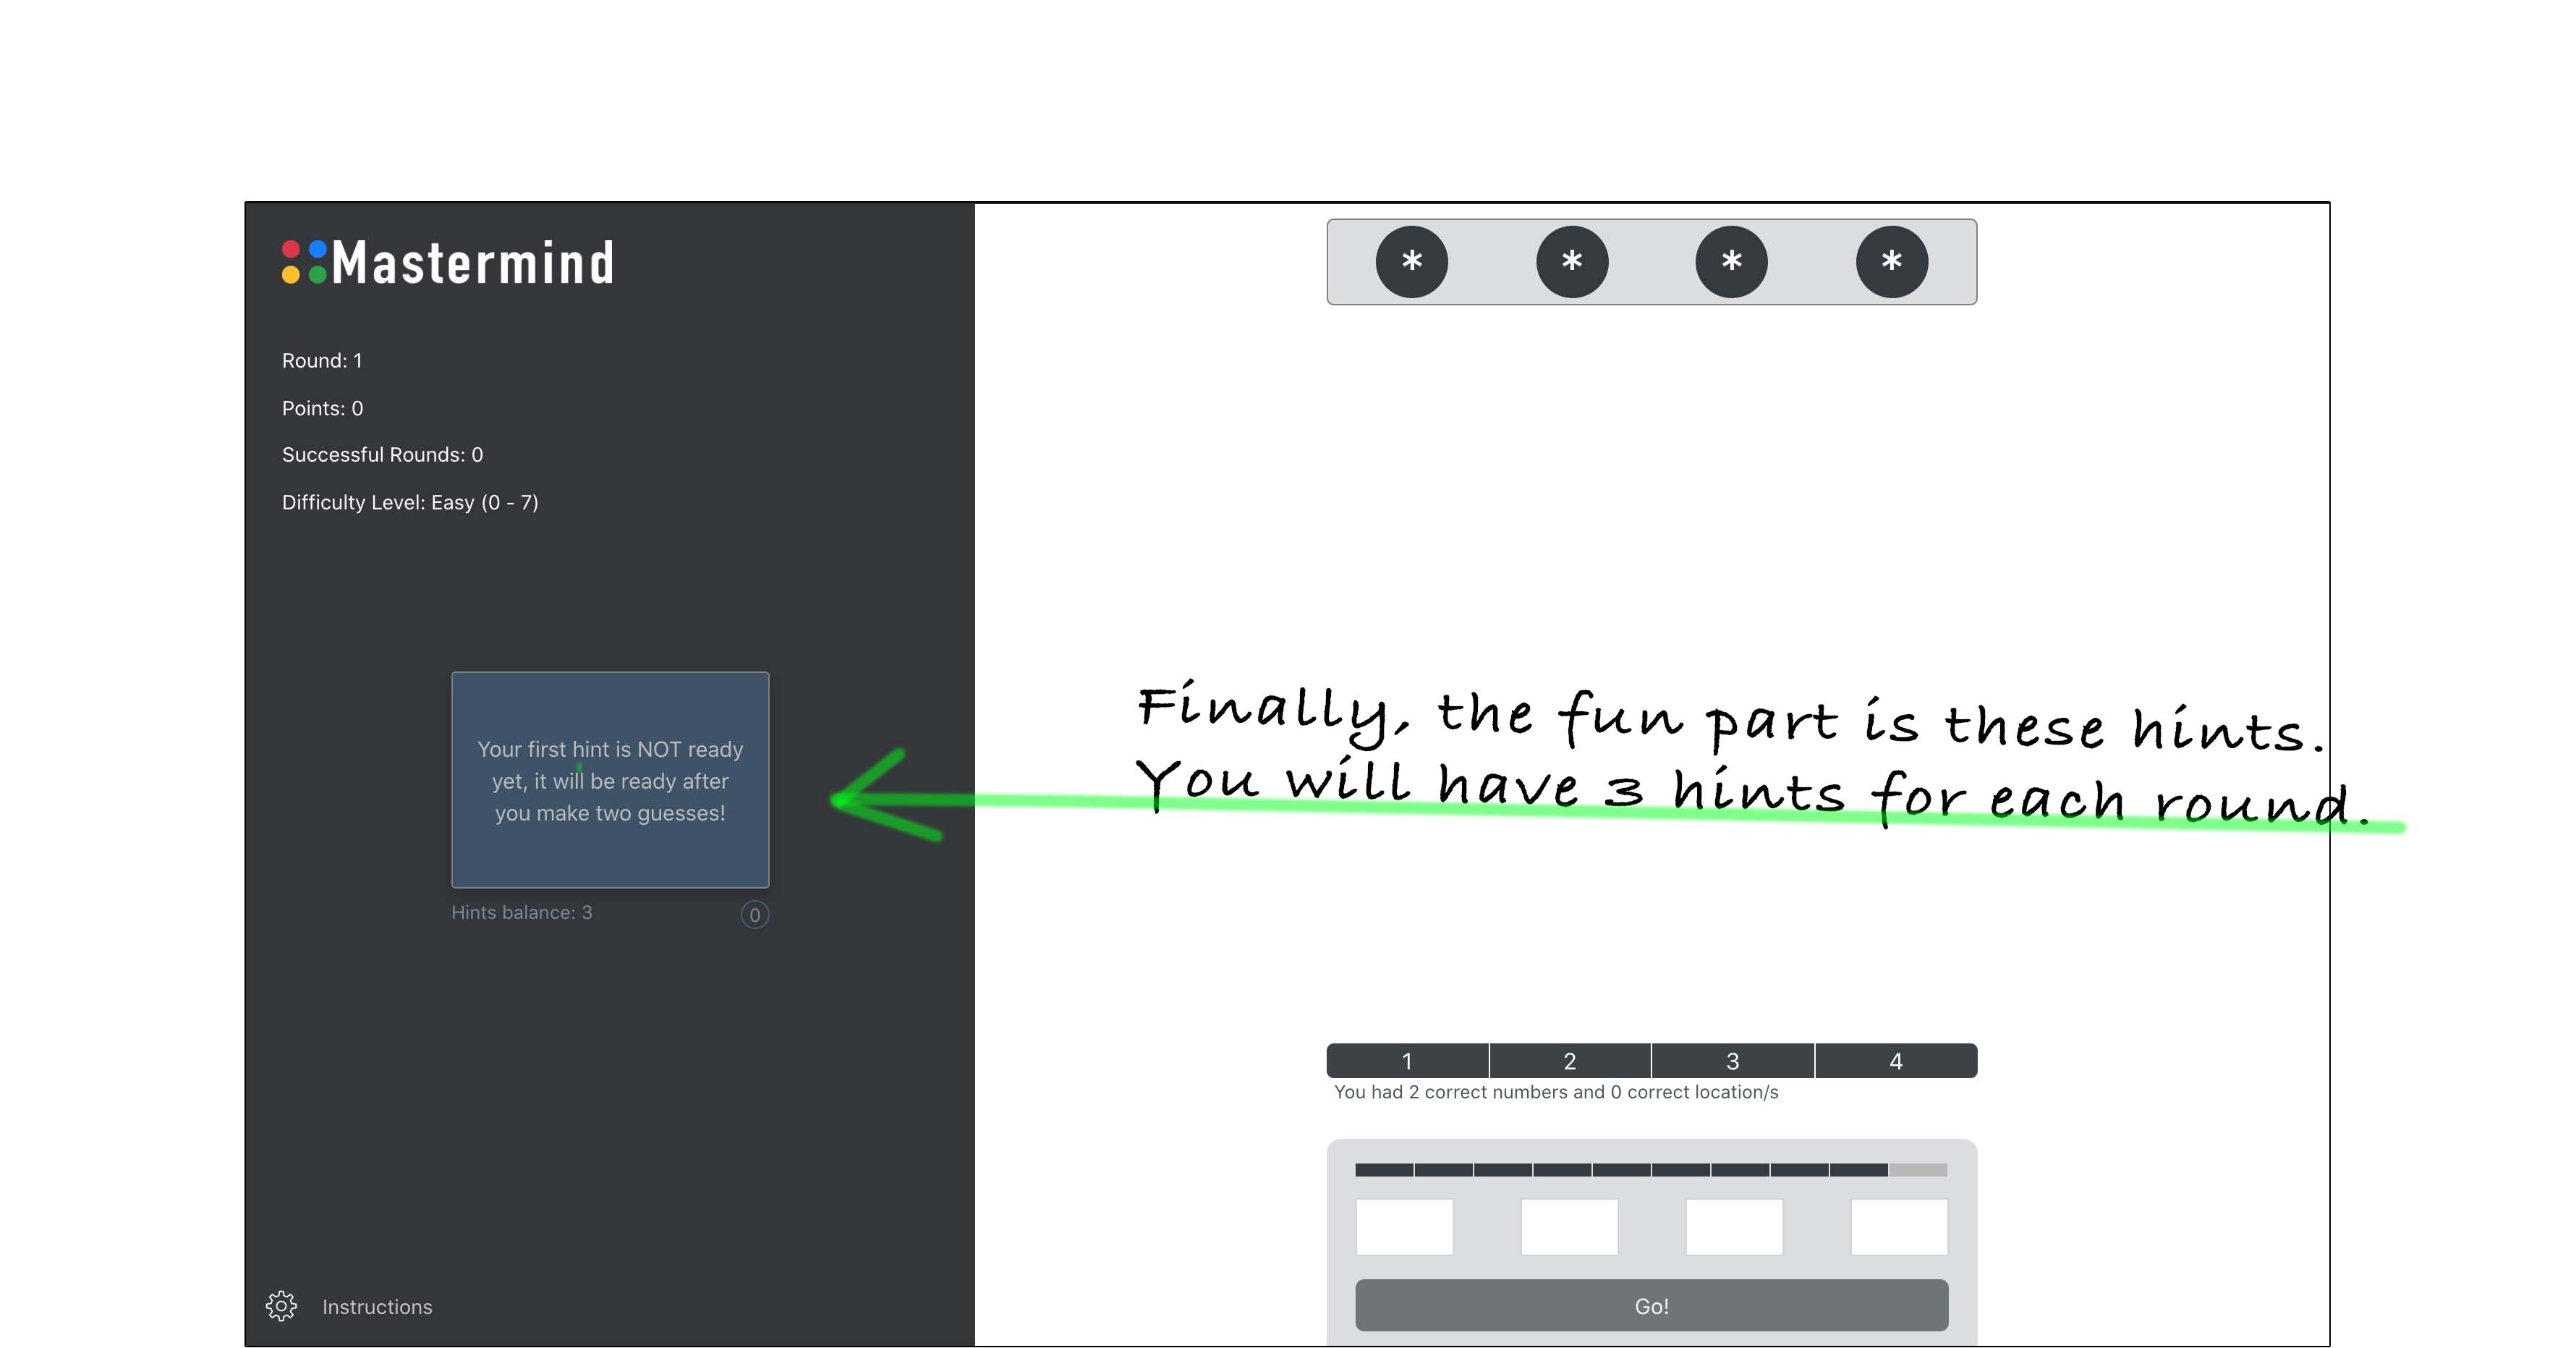 Mastermind
Round: 1
Points: 0
Successful Rounds: 0
Difficulty Level: Easy (0 - 7)
Your first hint is NOT ready
yet, it will be ready after
you make two guesses!
Hints balance: 3
0
Instructions
* * * *
Finally, the fun part is these hints.
You will have 3 hints for each round.
1 2 3 4
You had 2 correct numbers and 0 correct location/s
Go!